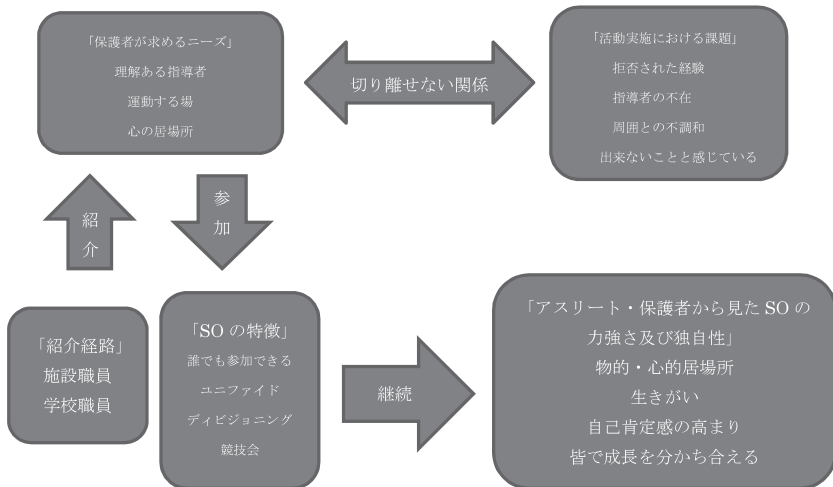 「保護者が求めるニーズ」
理解ある指導者
運動する場
心の居場所
切り離せない関係
「活動実施における課題」
拒否された経験
指導者の不在
周囲との不調和
出来ないことと感じている
紹
介
参
加
「紹介経路」
施設職員
学校職員
「SO の特徴」
誰でも参加できる
ユニファイド
ディビジョニング
競技会
継続
「アスリート・保護者から見た SO の
力強さ及び独自性」
物的・心的居場所
生きがい
自己肯定感の高まり
皆で成長を分かち合える